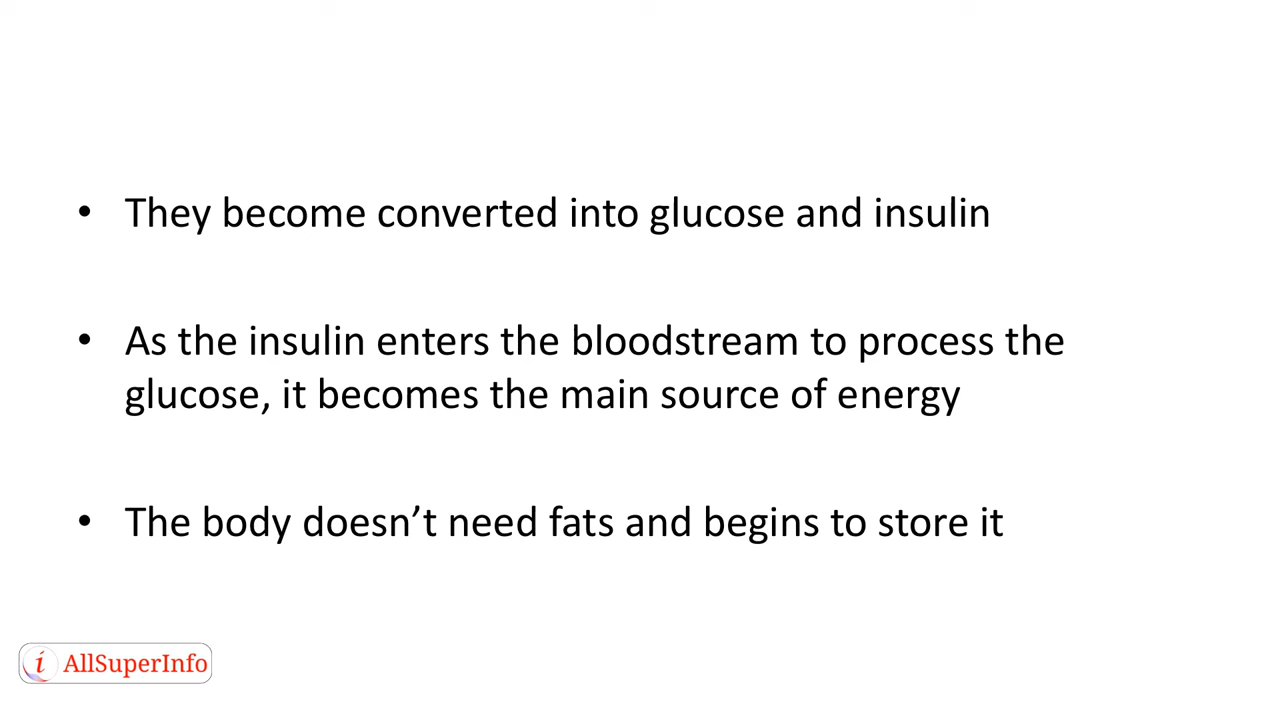 • They become converted into glucose and insulin
• As the insulin enters the bloodstream to process the
glucose, it becomes the main source of energy
• The body doesn’t need fats and begins to store it
i AllSuperInfo